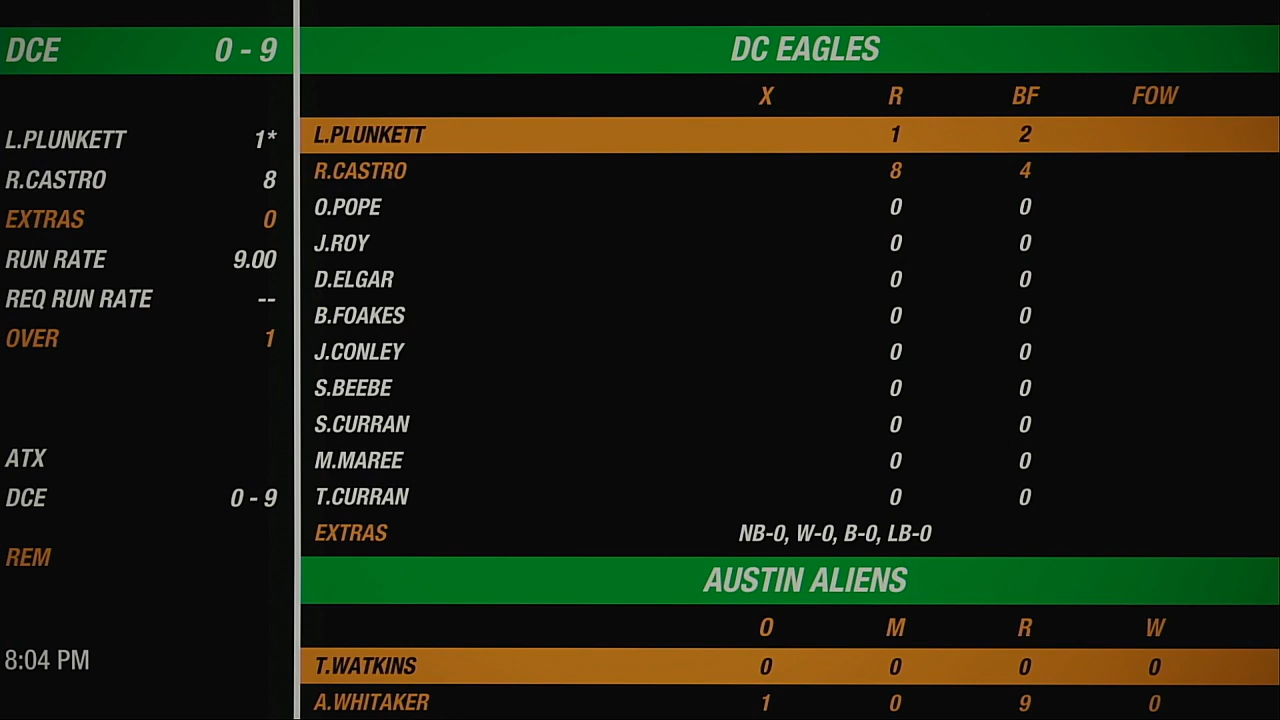 DCE 0 - 9
L.PLUNKETT 1*
R.CASTRO 8
EXTRAS 0
RUN RATE 9.00
REQ RUN RATE --
OVER 1
ATX
DCE 0 - 9
REM
8:04 PM
DC EAGLES
X R BF FOW
L.PLUNKETT 1 2
R.CASTRO 8 4
O.POPE 0 0
J.ROY 0 0
D.ELGAR 0 0
B.FOAKES 0 0
J.CONLEY 0 0
S.BEEBE 0 0
S.CURRAN 0 0
M.MAREE 0 0
T.CURRAN 0 0
EXTRAS NB-0, W-0, B-0, LB-0
AUSTIN ALIENS
O M R W
T.WATKINS 0 0 0 0
A.WHITAKER 1 0 9 0